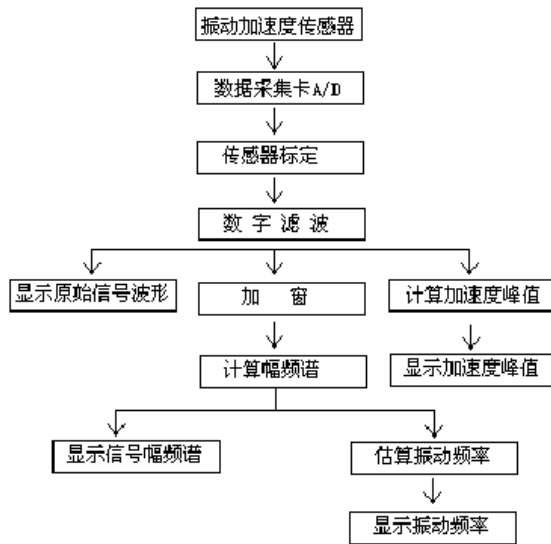 振动加速度传感器
数据采集卡A/D
传感器标定
数 字 滤 波
显示原始信号波形
加 窗
计算加速度峰值
计算幅频谱
显示加速度峰值
显示信号幅频谱
估算振动频率
显示振动频率